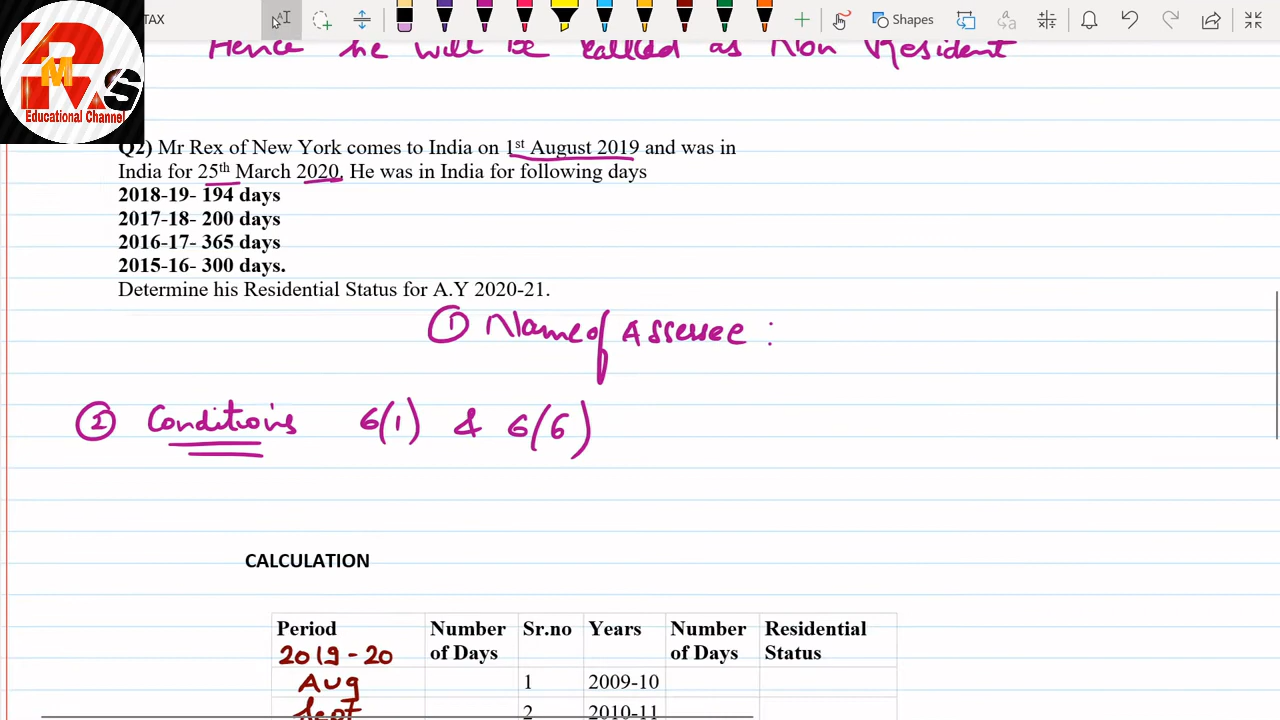 TAX
Shapes
R
M
V S
Educational Channel
Hence he will be called as Non Resident
Q2) Mr Rex of New York comes to India on 1st August 2019 and was in
India for 25th March 2020. He was in India for following days
2018-19- 194 days
2017-18- 200 days
2016-17- 365 days
2015-16- 300 days.
Determine his Residential Status for A.Y 2020-21.
① Name of Assessee :
② Conditions 6(1) & 6(6)
CALCULATION
Period Number Sr.no Years Number Residential
2019-20 of Days of Days Status
Aug 1 2009-10
Sept 2 2010-11